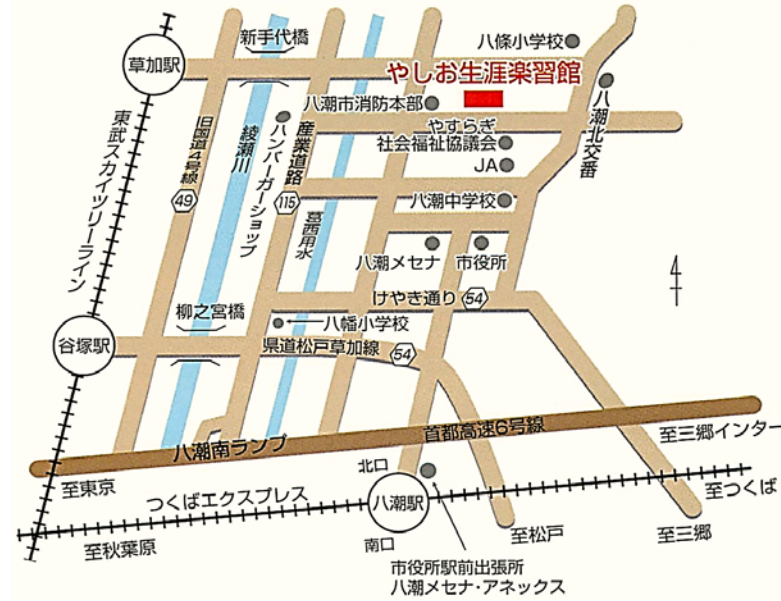 新手代橋
八條小学校
草加駅
やしお生涯楽習館
八潮市消防本部
八潮北交番
東武スカイツリーライン
旧国道4号線
綾瀬川
ハンバーガーショップ
産業道路
やすらぎ
社会福祉協議会
JA
49
115
葛西用水
八潮中学校
八潮メセナ
市役所
4
けやき通り
54
柳之宮橋
八幡小学校
谷塚駅
県道松戸草加線
54
八潮南ランプ
首都高速6号線
至三郷インター
至東京
北口
つくばエクスプレス
八潮駅
至つくば
至秋葉原
南口
至松戸
至三郷
市役所駅前出張所
八潮メセナ・アネックス